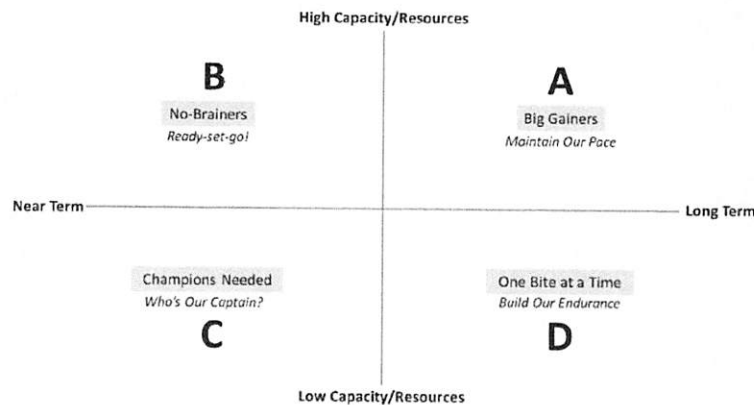 High Capacity/Resources
B
No-Brainers
Ready-set-go!
A
Big Gainers
Maintain Our Pace
Near Term
Long Term
Champions Needed
Who's Our Captain?
C
One Bite at a Time
Build Our Endurance
D
Low Capacity/Resources